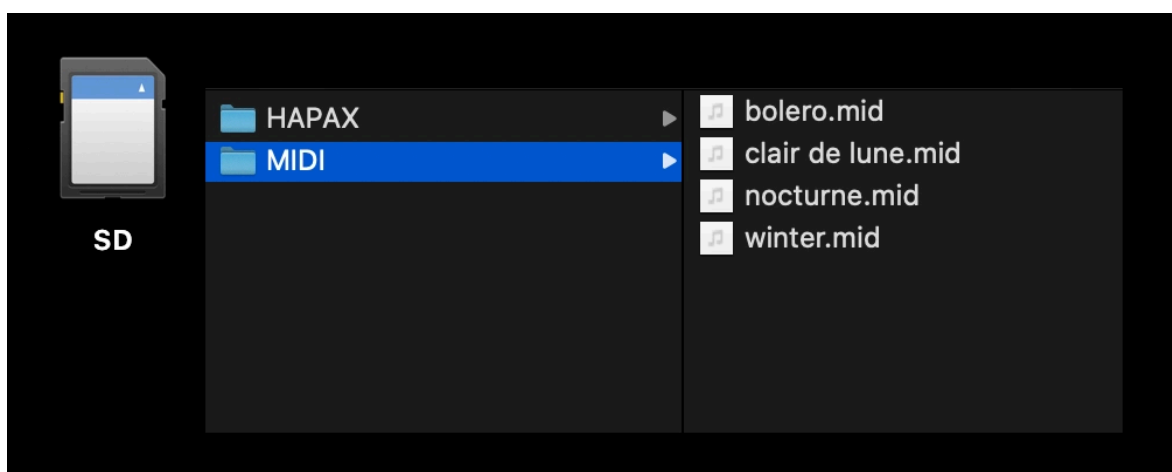 SD
HAPAX
MIDI
bolero.mid
clair de lune.mid
nocturne.mid
winter.mid